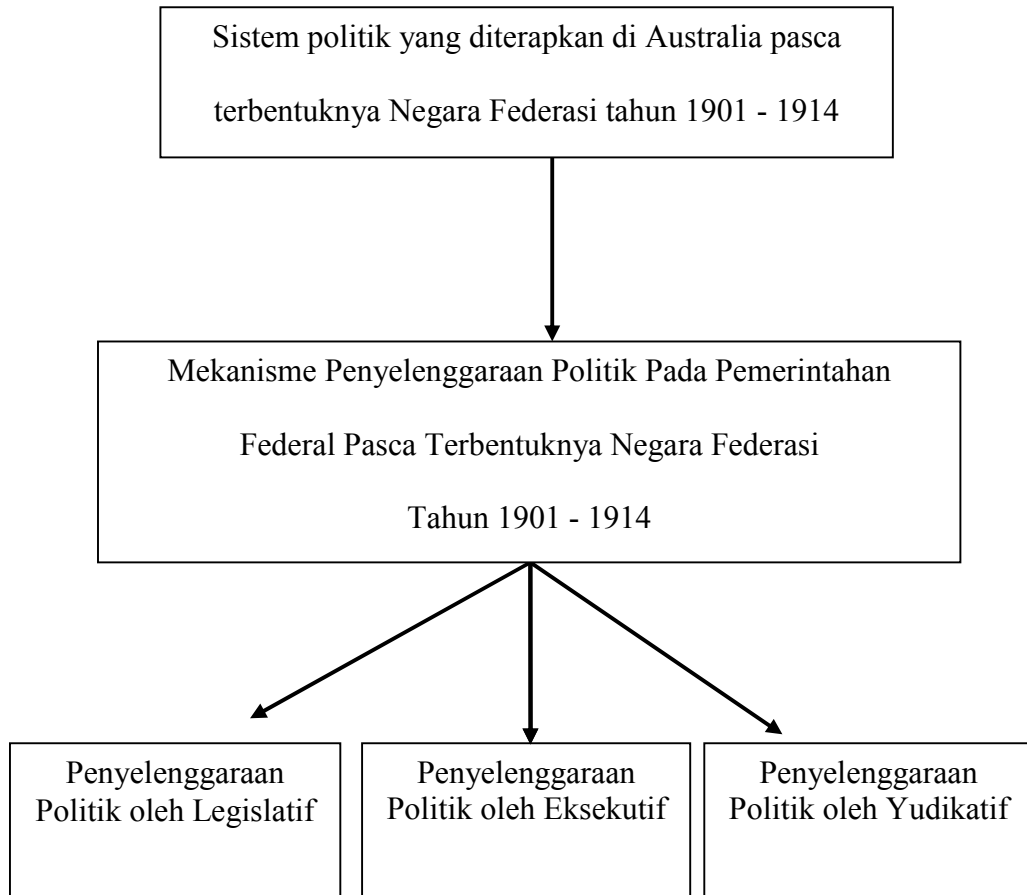 Sistem politik yang diterapkan di Australia pasca
terbentuknya Negara Federasi tahun 1901 - 1914
Mekanisme Penyelenggaraan Politik Pada Pemerintahan
Federal Pasca Terbentuknya Negara Federasi
Tahun 1901 - 1914
Penyelenggaraan
Politik oleh Legislatif
Penyelenggaraan
Politik oleh Eksekutif
Penyelenggaraan
Politik oleh Yudikatif